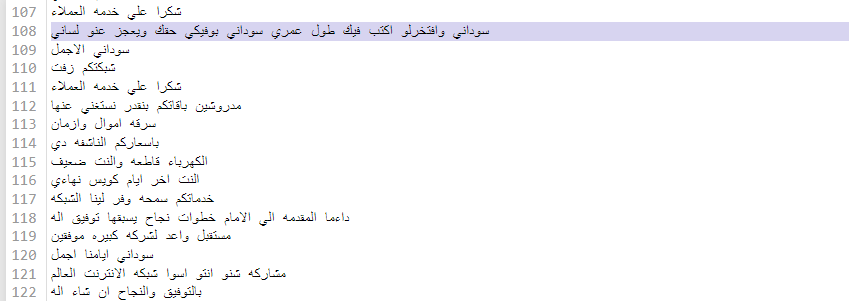 107 شكرا علي خدمه العملاء
108 سوداني وافتخرلو اكتب فيك طول عمري سوداني بوفيكي حقك ويعجز عنو لساني
109 سوداني الاجمل
110 شبكتكم زفت
111 شكرا علي خدمه العملاء
112 مدروشين باقاتكم بنقدر نستغني عنها
113 سرقه اموال وازمان
114 باسعاركم الناشفه دي
115 الكهرباء قاطعه والنت ضعيف
116 النت اخر ايام كويس نهاءي
117 خدماتكم سمحه وفر لينا الشبكه
118 داءما المقدمه الي الامام خطوات نجاح يسبقها توفيق اله
119 مستقبل واعد لشركه كبيره موفقين
120 سوداني ايامنا اجمل
121 مشاركه شنو انتو اسوا شبكه الانترنت العالم
122 بالتوفيق والنجاح ان شاء اله